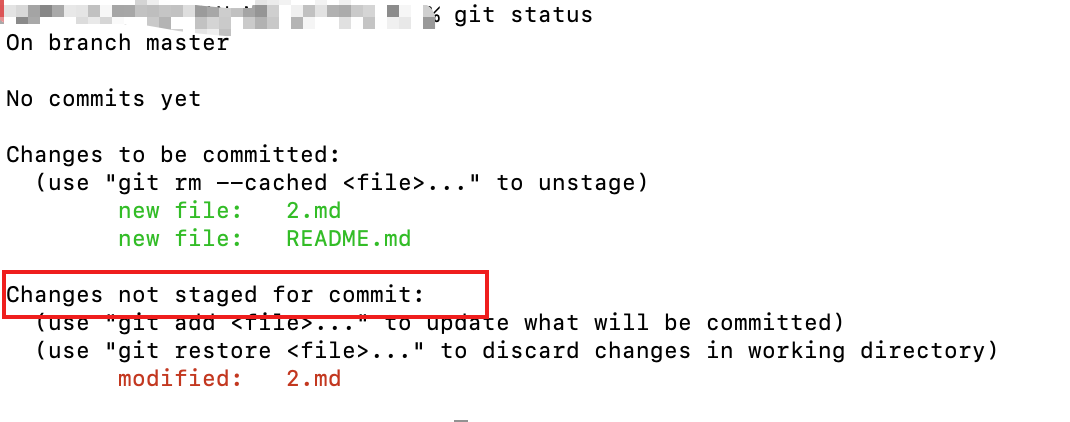 % git status
On branch master
No commits yet
Changes to be committed:
(use "git rm --cached <file>..." to unstage)
new file: 2.md
new file: README.md
Changes not staged for commit:
(use "git add <file>..." to update what will be committed)
(use "git restore <file>..." to discard changes in working directory)
modified: 2.md